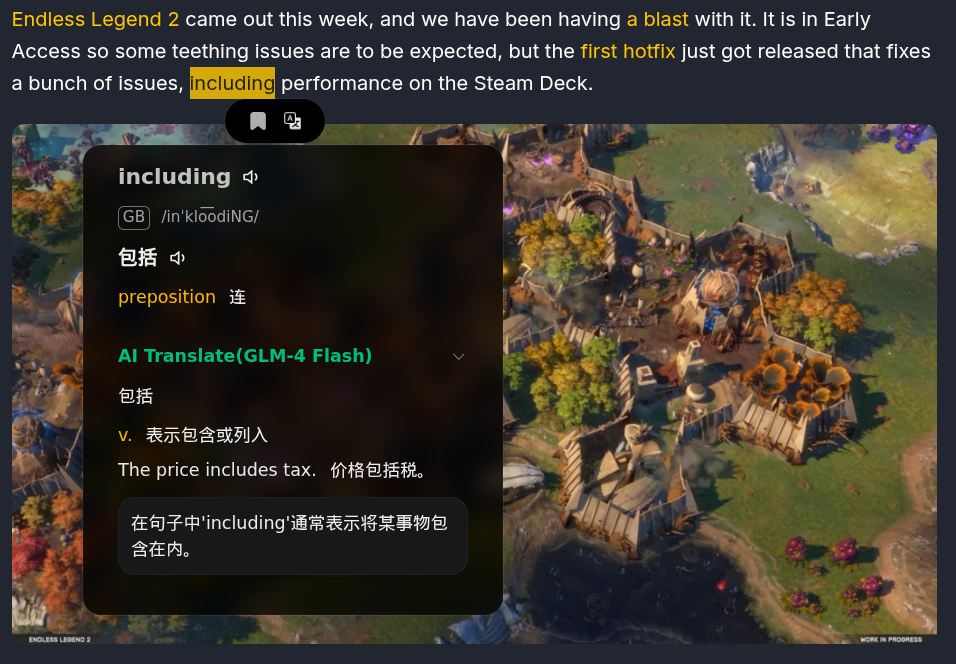 Endless Legend 2 came out this week, and we have been having a blast with it. It is in Early
Access so some teething issues are to be expected, but the first hotfix just got released that fixes
a bunch of issues, including performance on the Steam Deck.
including
GB /inˈklo͞odiNG/
包括
preposition 连
AI Translate(GLM-4 Flash)
包括
v. 表示包含或列入
The price includes tax. 价格包括税。
在句子中'including'通常表示将某事物包
含在内。
ENDLESS LEGEND 2
WORK IN PROGRESS